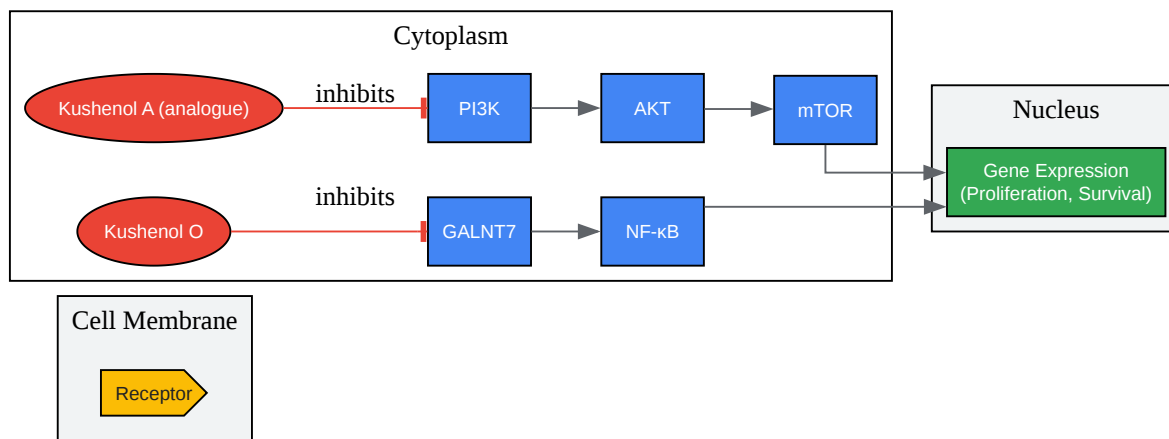 Cytoplasm
inhibits
Kushenol A (analogue)
PI3K
AKT
mTOR
inhibits
Kushenol O
GALNT7
NF-κB
Nucleus
Gene Expression
(Proliferation, Survival)
Cell Membrane
Receptor